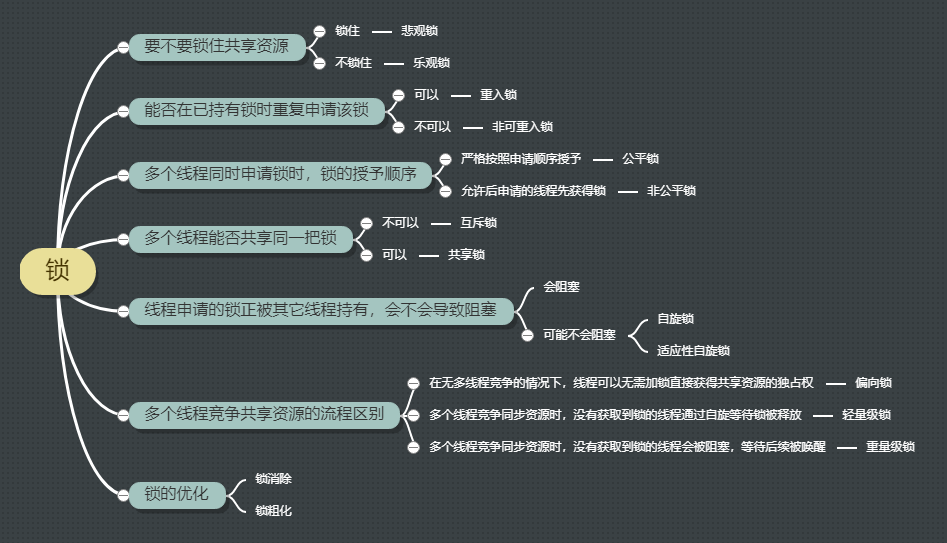 锁
要不要锁住共享资源
锁住
悲观锁
不锁住
乐观锁
能否在已持有锁时重复申请该锁
可以
重入锁
不可以
非可重入锁
多个线程同时申请锁时，锁的授予顺序
严格按照申请顺序授予
公平锁
允许后申请的线程先获得锁
非公平锁
多个线程能否共享同一把锁
不可以
互斥锁
可以
共享锁
线程申请的锁正被其它线程持有，会不会导致阻塞
会阻塞
可能不会阻塞
自旋锁
适应性自旋锁
多个线程竞争共享资源的流程区别
在无多线程竞争的情况下，线程可以无需加锁直接获得共享资源的独占权
偏向锁
多个线程竞争同步资源时，没有获取到锁的线程通过自旋等待锁被释放
轻量级锁
多个线程竞争同步资源时，没有获取到锁的线程会被阻塞，等待后续被唤醒
重量级锁
锁的优化
锁消除
锁粗化